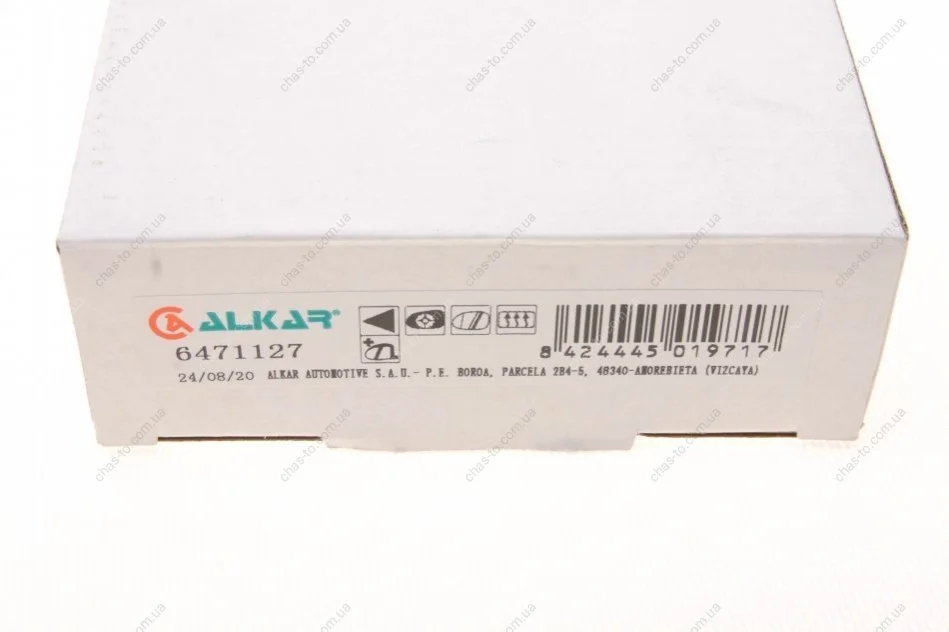 ALKAR®
6471127
8 424445 019717
24/08/20 ALKAR AUTOMOTIVE S.A.U.- P.E. BOROA, PARCELA 2B4-5, 48340-AMOREBIETA (VIZCAYA)
chas-to.com.ua